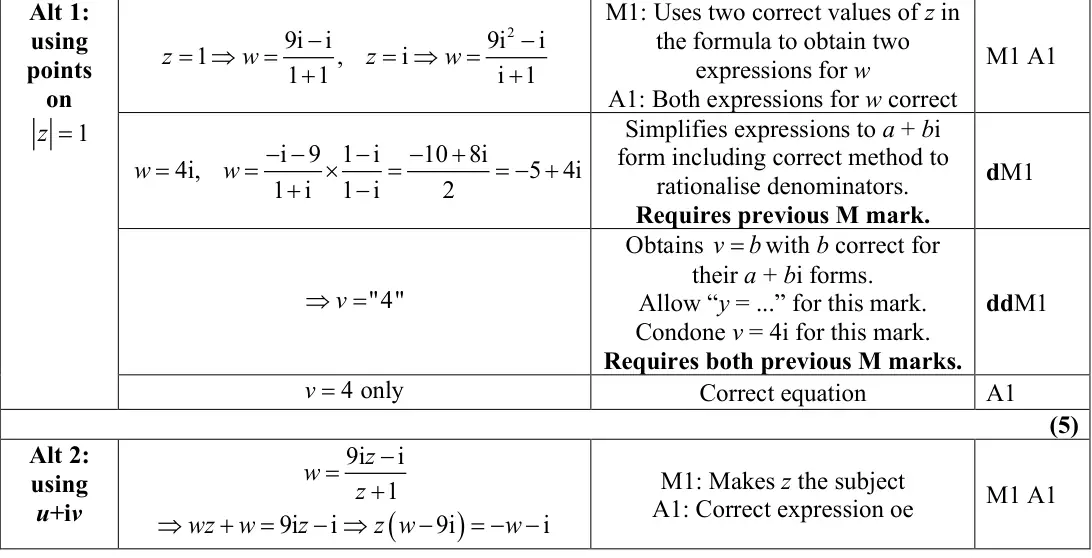 Alt 1:
using
points
on
|z| = 1
z = 1 ⇒ w = (9i − i)/(1 + 1), z = i ⇒ w = (9i² − i)/(i + 1)
M1: Uses two correct values of z in
the formula to obtain two
expressions for w
A1: Both expressions for w correct
M1 A1
w = 4i, w = (−i − 9)/(1 + i) × (1 − i)/(1 − i) = (−10 + 8i)/2 = −5 + 4i
Simplifies expressions to a + bi
form including correct method to
rationalise denominators.
Requires previous M mark.
dM1
⇒ v = "4"
Obtains v = b with b correct for
their a + bi forms.
Allow “y = ...” for this mark.
Condone v = 4i for this mark.
Requires both previous M marks.
ddM1
v = 4 only
Correct equation
A1
(5)
Alt 2:
using
u+iv
w = (9iz − i)/(z + 1)
⇒ wz + w = 9iz − i ⇒ z(w − 9i) = −w − i
M1: Makes z the subject
A1: Correct expression oe
M1 A1